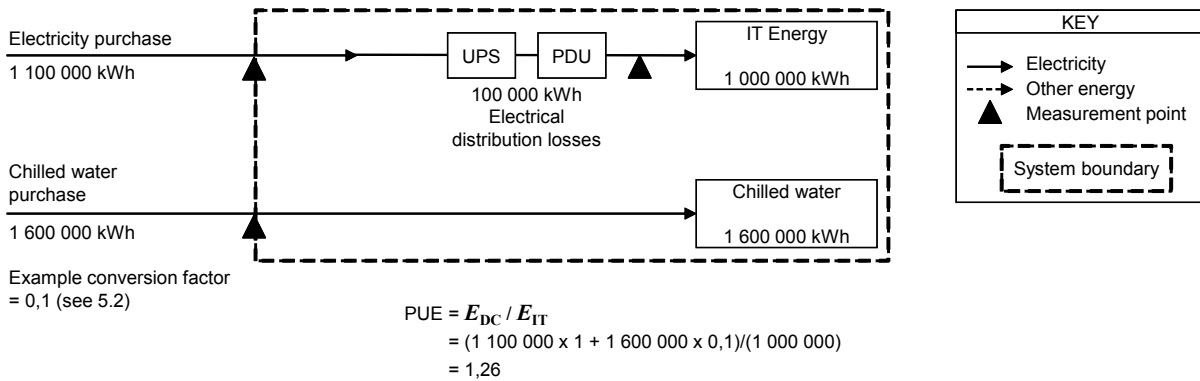 Electricity purchase
1 100 000 kWh
UPS
PDU
100 000 kWh
Electrical
distribution losses
IT Energy
1 000 000 kWh
Chilled water
purchase
1 600 000 kWh
Chilled water
1 600 000 kWh
Example conversion factor
= 0,1 (see 5.2)
PUE = E_DC / E_IT
= (1 100 000 x 1 + 1 600 000 x 0,1)/(1 000 000)
= 1,26
KEY
Electricity
Other energy
Measurement point
System boundary